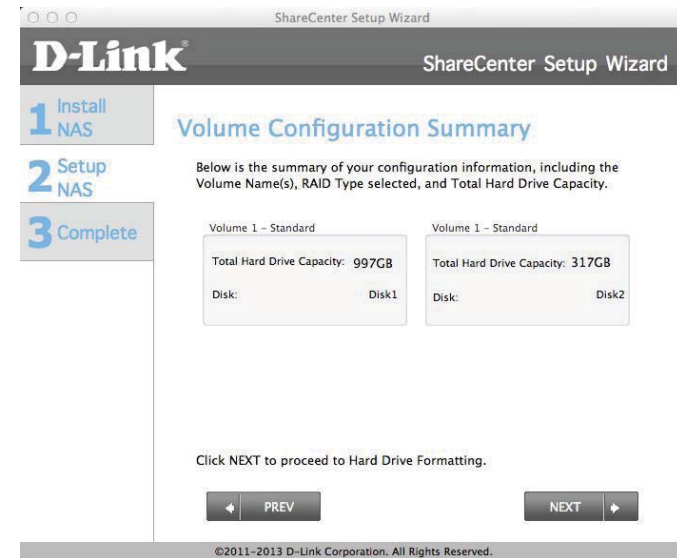 ShareCenter Setup Wizard
D-Link®
ShareCenter Setup Wizard
1 Install NAS
2 Setup NAS
3 Complete
Volume Configuration Summary
Below is the summary of your configuration information, including the
Volume Name(s), RAID Type selected, and Total Hard Drive Capacity.
Volume 1 – Standard
Total Hard Drive Capacity: 997GB
Disk: Disk1
Volume 1 – Standard
Total Hard Drive Capacity: 317GB
Disk: Disk2
Click NEXT to proceed to Hard Drive Formatting.
PREV
NEXT
©2011–2013 D–Link Corporation. All Rights Reserved.